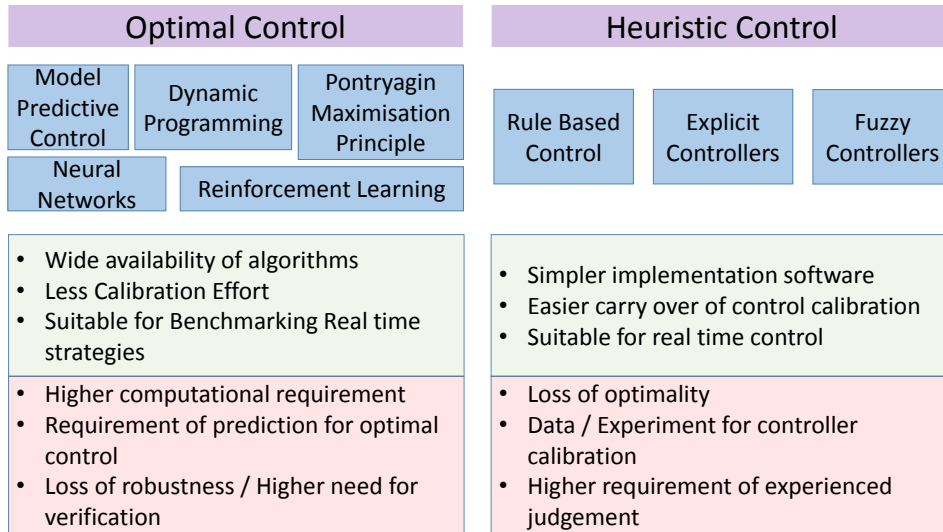 Optimal Control
Model
Predictive
Control
Dynamic
Programming
Pontryagin
Maximisation
Principle
Neural
Networks
Reinforcement Learning
• Wide availability of algorithms
• Less Calibration Effort
• Suitable for Benchmarking Real time
strategies
• Higher computational requirement
• Requirement of prediction for optimal
control
• Loss of robustness / Higher need for
verification
Heuristic Control
Rule Based
Control
Explicit
Controllers
Fuzzy
Controllers
• Simpler implementation software
• Easier carry over of control calibration
• Suitable for real time control
• Loss of optimality
• Data / Experiment for controller
calibration
• Higher requirement of experienced
judgement